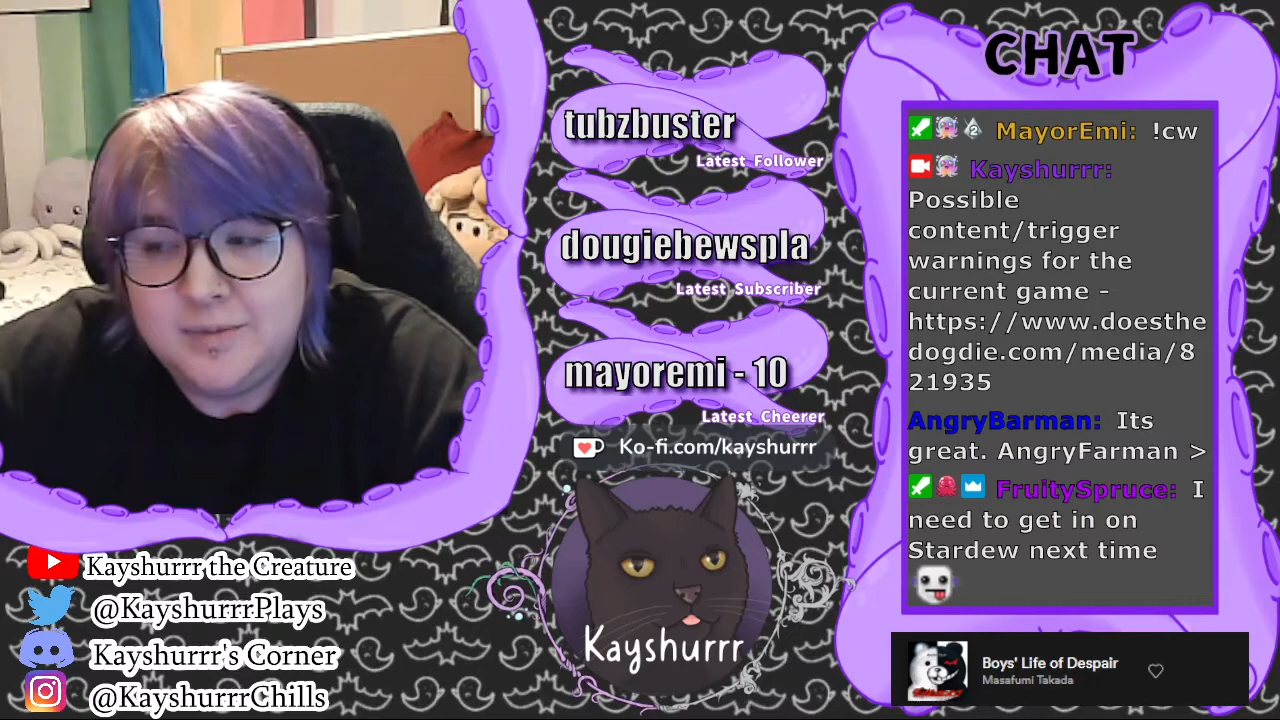 tubzbuster
Latest Follower
dougiebewspla
Latest Subscriber
mayoremi - 10
Latest Cheerer
Ko-fi.com/kayshurrr
Kayshurrr
Kayshurrr the Creature
@KayshurrrPlays
Kayshurrr's Corner
@KayshurrrChills
CHAT
MayorEmi: !cw
Kayshurrr:
Possible
content/trigger
warnings for the
current game -
https://www.doesthe
dogdie.com/media/8
21935
AngryBarman: Its
great. AngryFarman >
FruitySpruce: I
need to get in on
Stardew next time
Boys' Life of Despair
Masafumi Takada